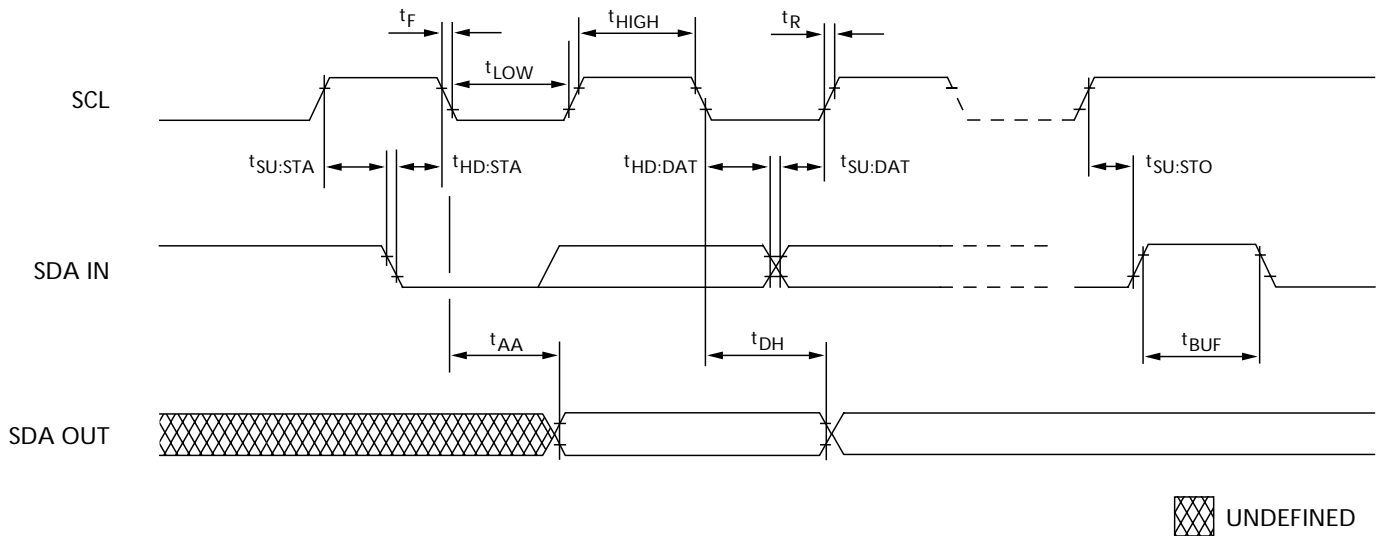 tF
tHIGH
tR
tLOW
SCL
tSU:STA
tHD:STA
tHD:DAT
tSU:DAT
tSU:STO
SDA IN
tAA
tDH
tBUF
SDA OUT
UNDEFINED